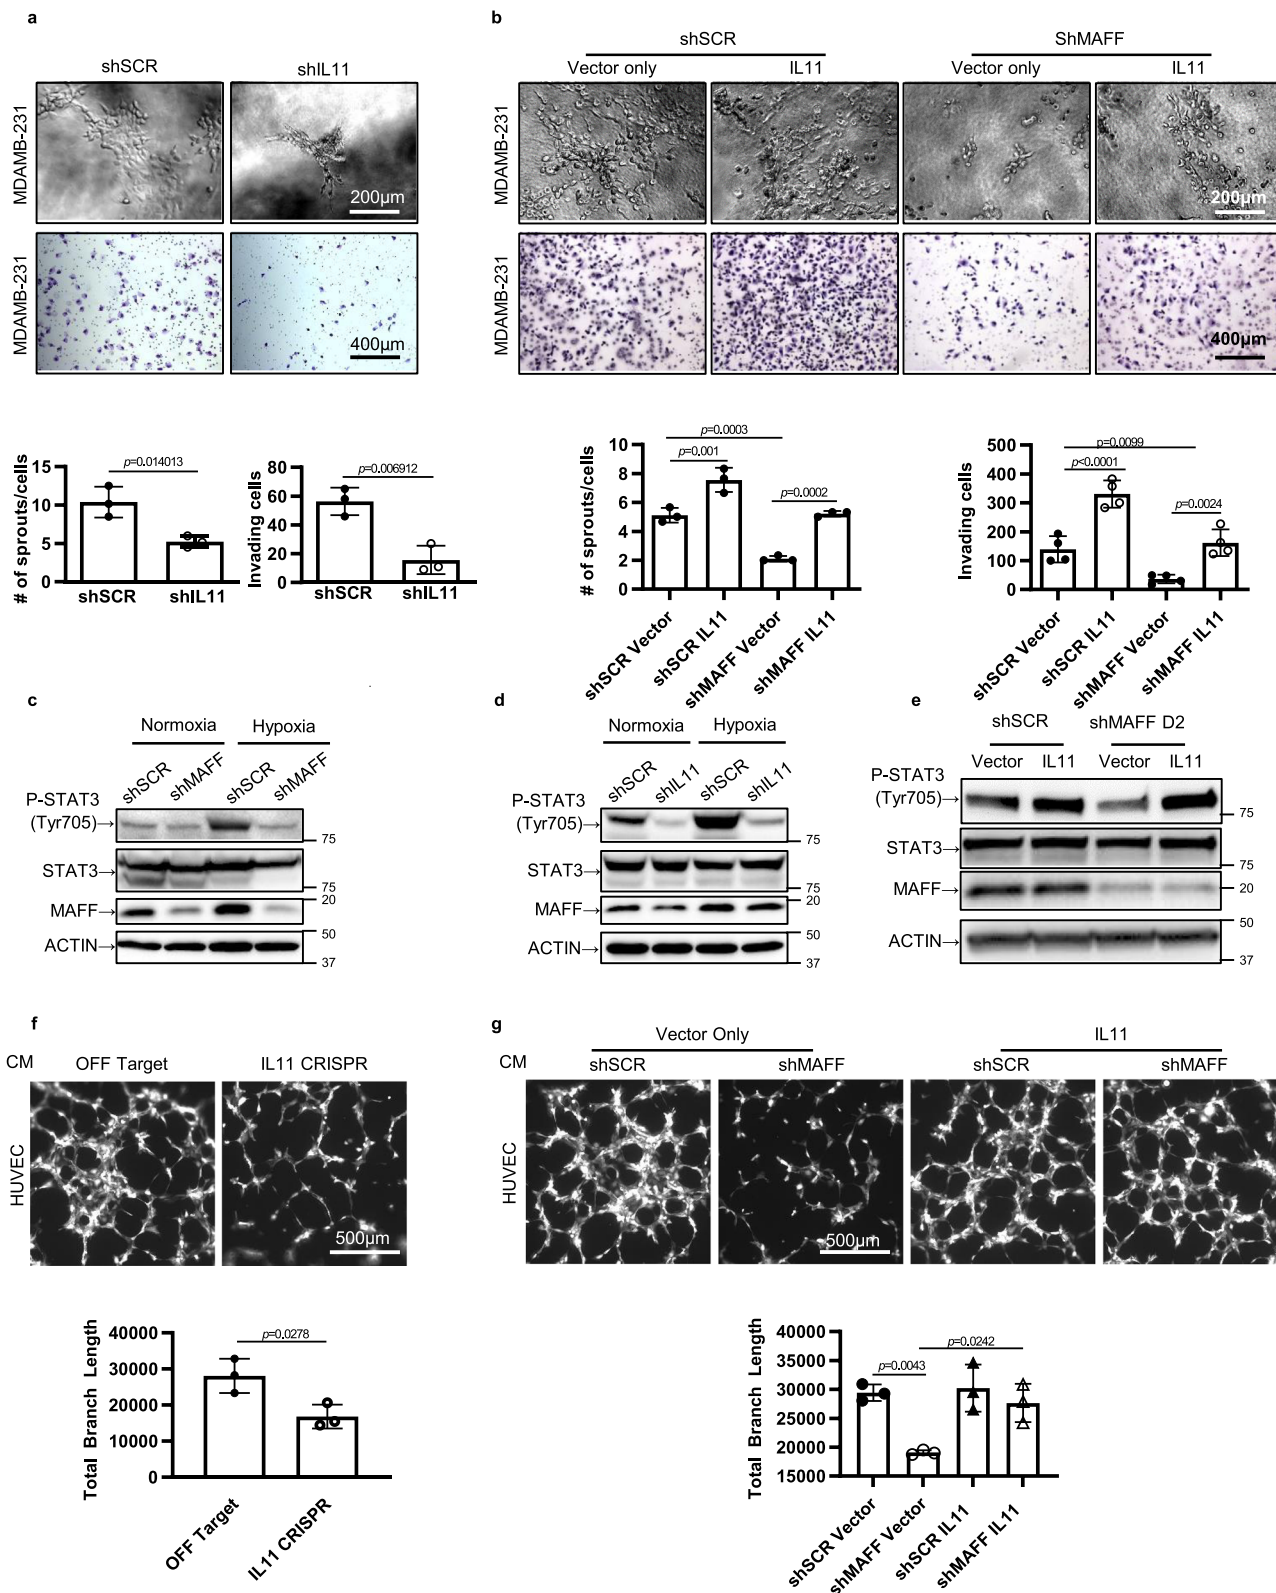 a
shSCR
shIL11
MDAMB-231
200µm
MDAMB-231
400µm
# of sprouts/cells
15
10
5
0
p=0.014013
shSCR
shIL11
Invading cells
80
60
40
20
0
p=0.006912
shSCR
shIL11
b
shSCR
ShMAFF
Vector only
IL11
Vector only
IL11
MDAMB-231
200µm
MDAMB-231
400µm
# of sprouts/cells
10
8
6
4
2
0
p=0.0003
p=0.001
p=0.0002
shSCR Vector
shSCR IL11
shMAFF Vector
shMAFF IL11
Invading cells
500
400
300
200
100
0
p=0.0099
p<0.0001
p=0.0024
shSCR Vector
shSCR IL11
shMAFF Vector
shMAFF IL11
c
Normoxia
Hypoxia
shSCR
shMAFF
shSCR
shMAFF
P-STAT3
(Tyr705)→
75
STAT3→
75
MAFF→
20
ACTIN→
50
37
d
Normoxia
Hypoxia
shSCR
shIL11
shSCR
shIL11
P-STAT3
(Tyr705)→
75
STAT3→
75
MAFF→
20
ACTIN→
50
37
e
shSCR
shMAFF D2
Vector
IL11
Vector
IL11
P-STAT3
(Tyr705)→
75
STAT3→
75
MAFF→
20
ACTIN→
50
37
f
CM
OFF Target
IL11 CRISPR
HUVEC
500µm
Total Branch Length
40000
30000
20000
10000
0
p=0.0278
OFF Target
IL11 CRISPR
g
Vector Only
IL11
CM
shSCR
shMAFF
shSCR
shMAFF
HUVEC
500µm
Total Branch Length
40000
35000
30000
25000
20000
15000
p=0.0242
p=0.0043
shSCR Vector
shMAFF Vector
shSCR IL11
shMAFF IL11